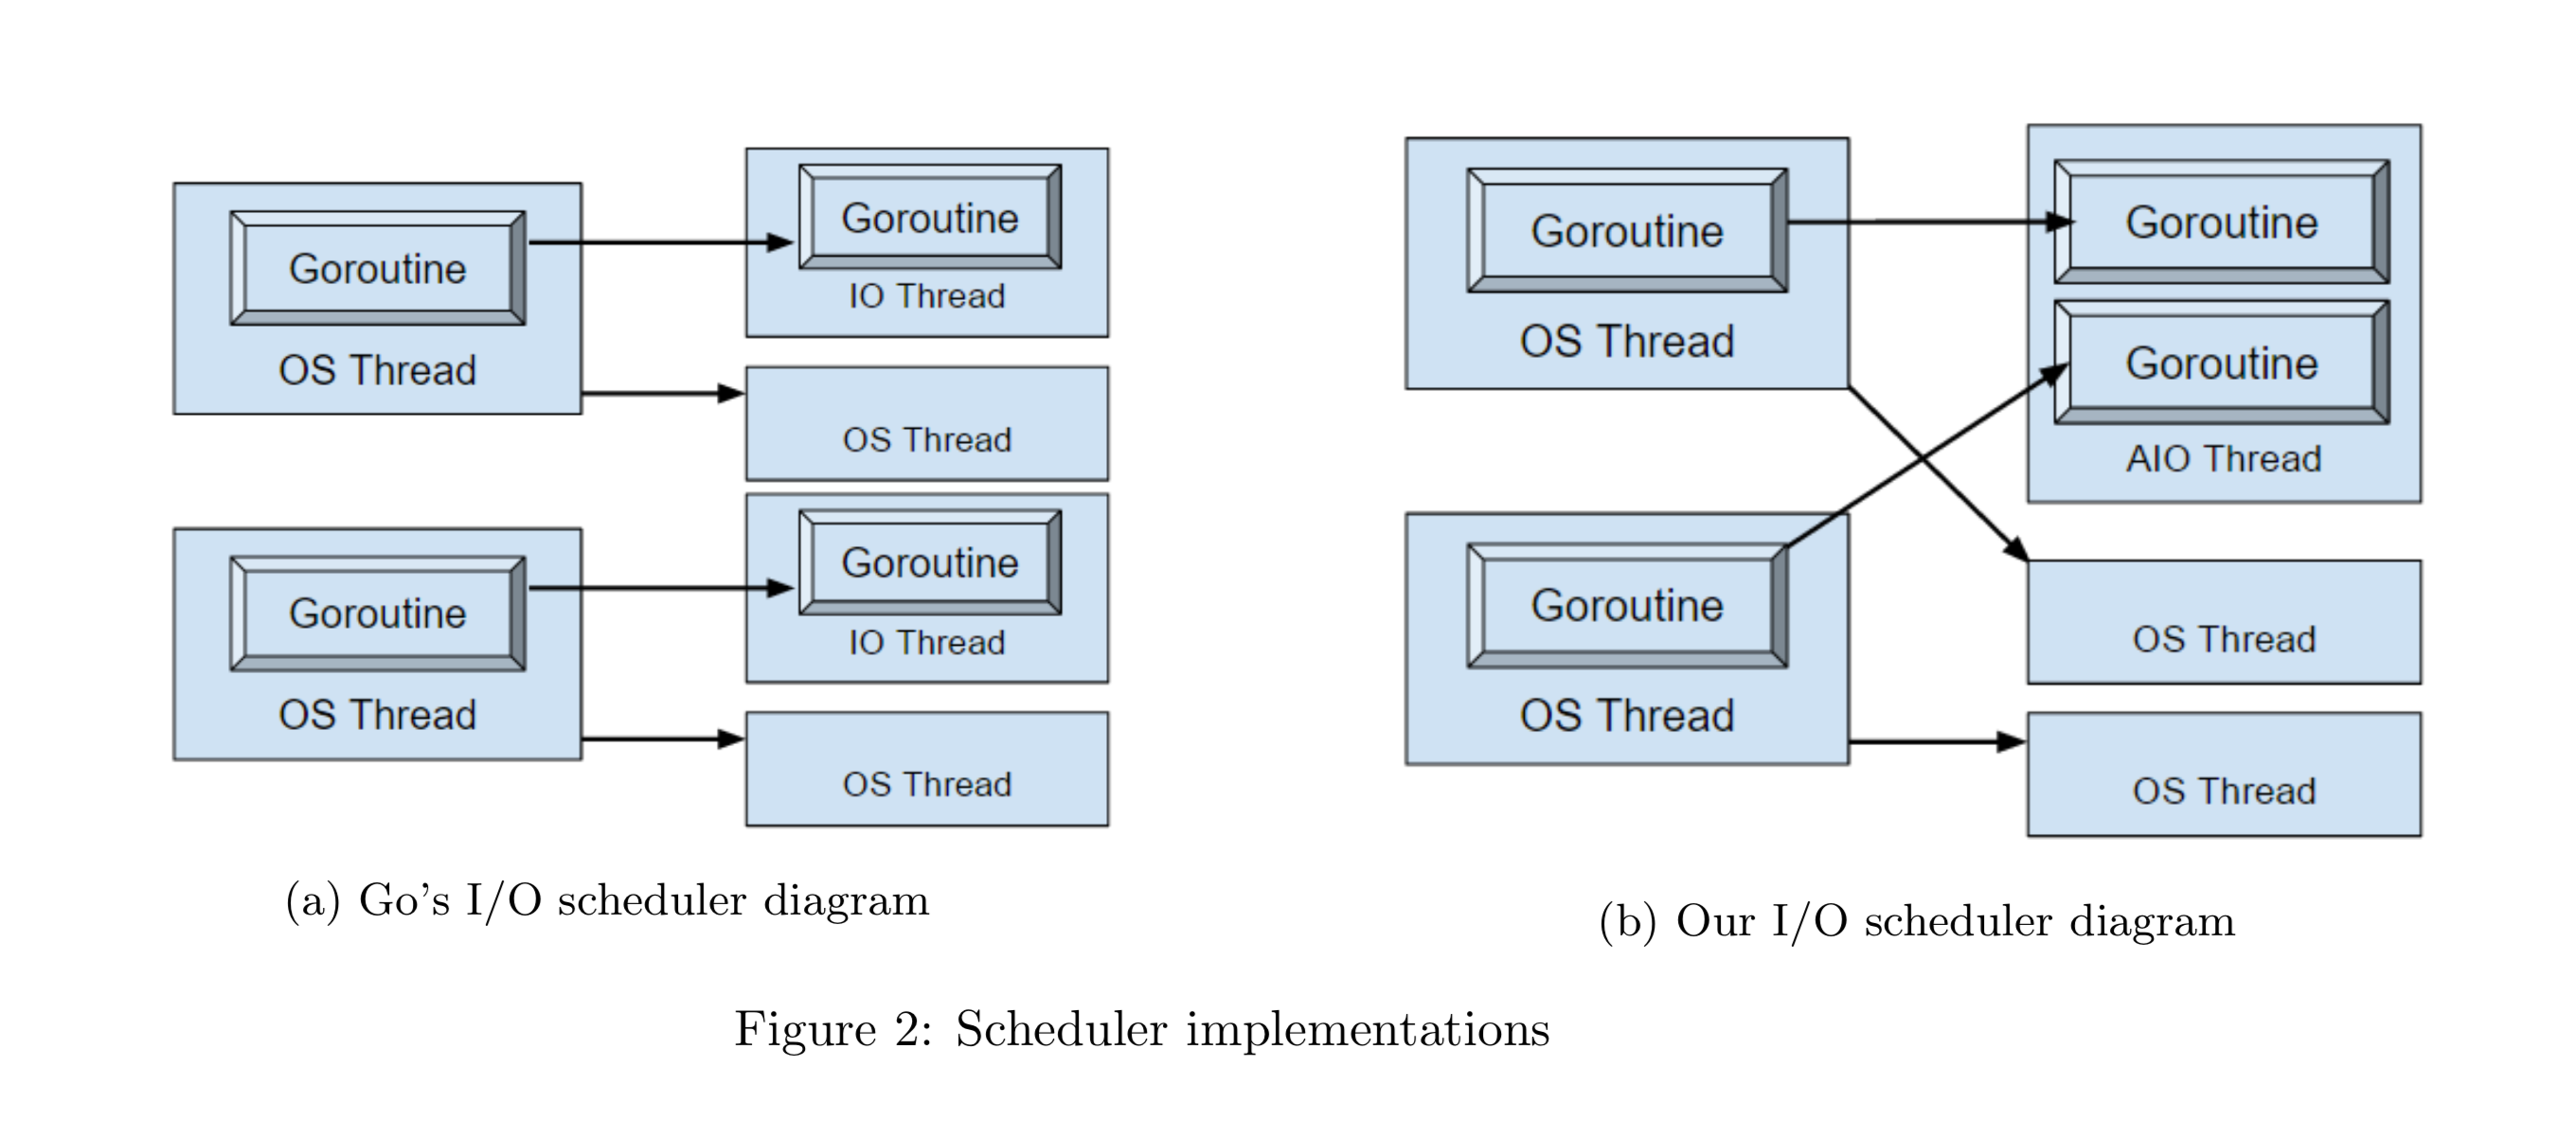 Goroutine
OS Thread
Goroutine
IO Thread
OS Thread
Goroutine
OS Thread
Goroutine
IO Thread
OS Thread
(a) Go's I/O scheduler diagram
Goroutine
OS Thread
Goroutine
Goroutine
AIO Thread
Goroutine
OS Thread
OS Thread
OS Thread
(b) Our I/O scheduler diagram
Figure 2: Scheduler implementations